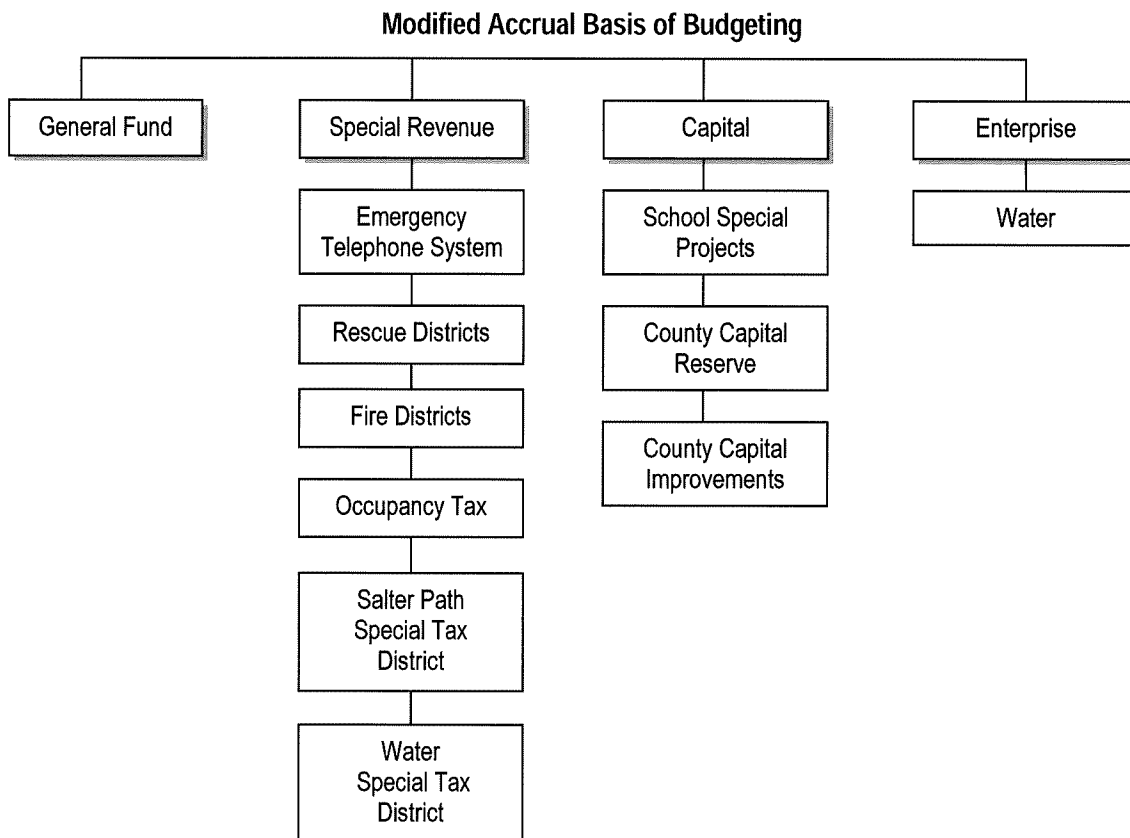 Modified Accrual Basis of Budgeting
General Fund
Special Revenue
Emergency
Telephone System
Rescue Districts
Fire Districts
Occupancy Tax
Salter Path
Special Tax
District
Water
Special Tax
District
Capital
School Special
Projects
County Capital
Reserve
County Capital
Improvements
Enterprise
Water